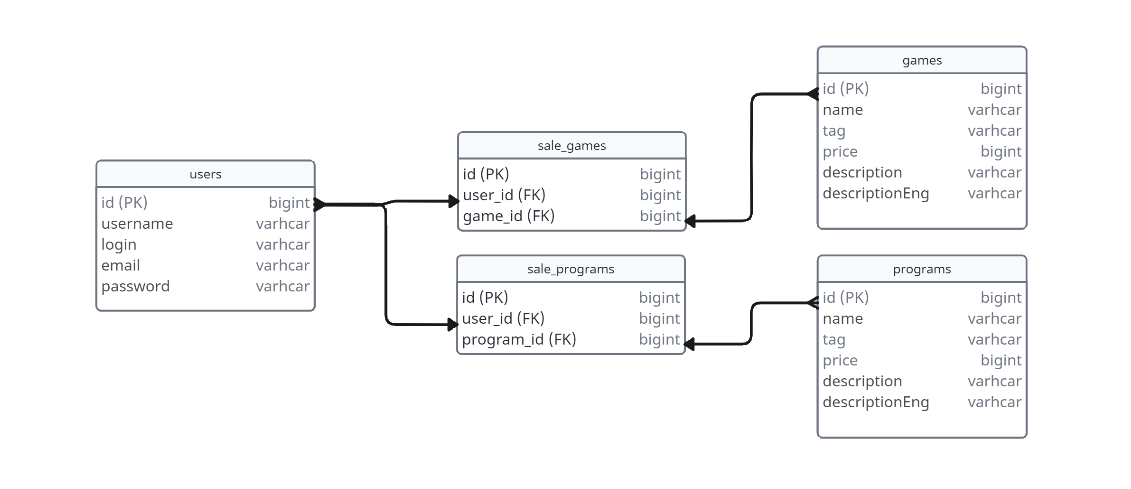 users
id (PK) bigint
username varhcar
login varhcar
email varhcar
password varhcar
sale_games
id (PK) bigint
user_id (FK) bigint
game_id (FK) bigint
sale_programs
id (PK) bigint
user_id (FK) bigint
program_id (FK) bigint
games
id (PK) bigint
name varhcar
tag varhcar
price bigint
description varhcar
descriptionEng varhcar
programs
id (PK) bigint
name varhcar
tag varhcar
price bigint
description varhcar
descriptionEng varhcar